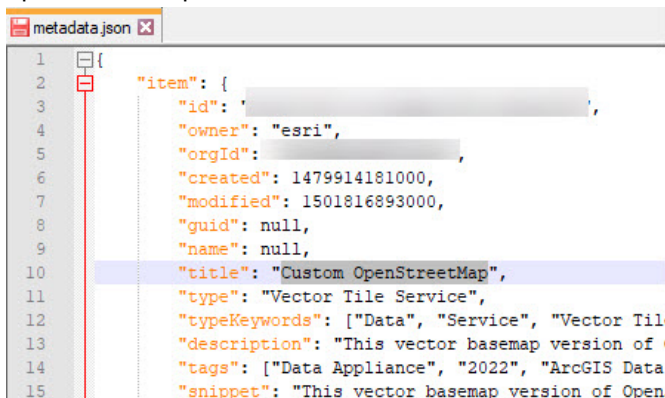 metadata.json
1 {
2 "item": {
3 "id": "                    ",
4 "owner": "esri",
5 "orgId":                    ,
6 "created": 1479914181000,
7 "modified": 1501816893000,
8 "guid": null,
9 "name": null,
10 "title": "Custom OpenStreetMap",
11 "type": "Vector Tile Service",
12 "typeKeywords": ["Data", "Service", "Vector Til
13 "description": "This vector basemap version of
14 "tags": ["Data Appliance", "2022", "ArcGIS Data
15 "snippet": "This vector basemap version of Open